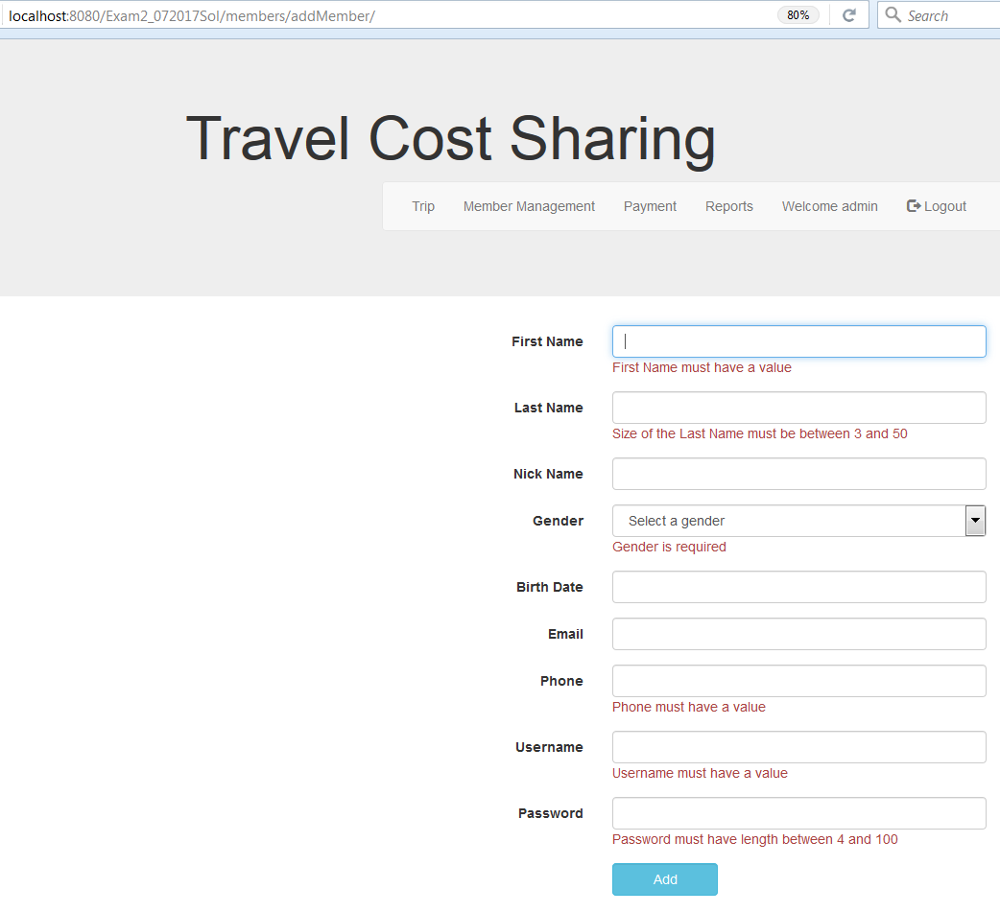 localhost:8080/Exam2_072017Sol/members/addMember/ 80% Search
Travel Cost Sharing
Trip Member Management Payment Reports Welcome admin Logout
First Name
First Name must have a value
Last Name
Size of the Last Name must be between 3 and 50
Nick Name
Gender Select a gender
Gender is required
Birth Date
Email
Phone
Phone must have a value
Username
Username must have a value
Password
Password must have length between 4 and 100
Add